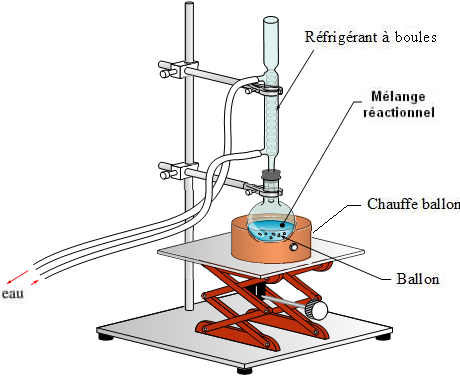 Réfrigérant à boules
Mélange
réactionnel
Chauffe ballon
Ballon
eau